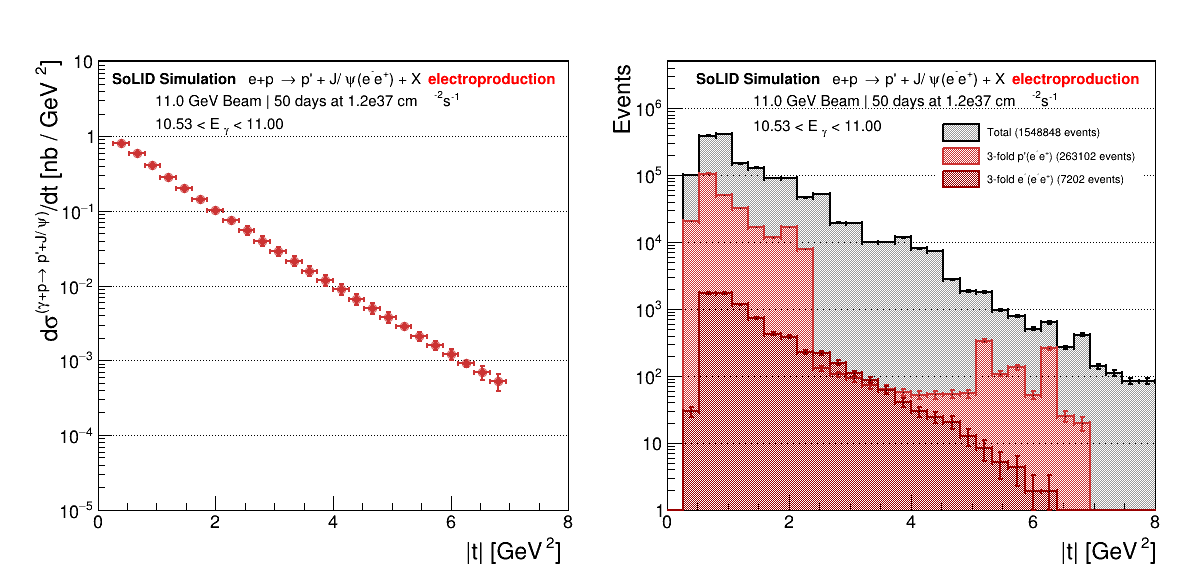 SoLID Simulation e+p → p' + J/ψ(e⁻e⁺) + X electroproduction
11.0 GeV Beam | 50 days at 1.2e37 cm⁻²s⁻¹
10.53 < E_γ < 11.00
dσ(γ+p→ p'+J/ψ)/dt [nb / GeV²]
10
1
10⁻¹
10⁻²
10⁻³
10⁻⁴
10⁻⁵
0 2 4 6 8
|t| [GeV²]
SoLID Simulation e+p → p' + J/ψ(e⁻e⁺) + X electroproduction
11.0 GeV Beam | 50 days at 1.2e37 cm⁻²s⁻¹
10.53 < E_γ < 11.00
Total (1548848 events)
3-fold p'(e⁻e⁺) (263102 events)
3-fold e⁻(e⁻e⁺) (7202 events)
Events
10⁶
10⁵
10⁴
10³
10²
10
1
0 2 4 6 8
|t| [GeV²]